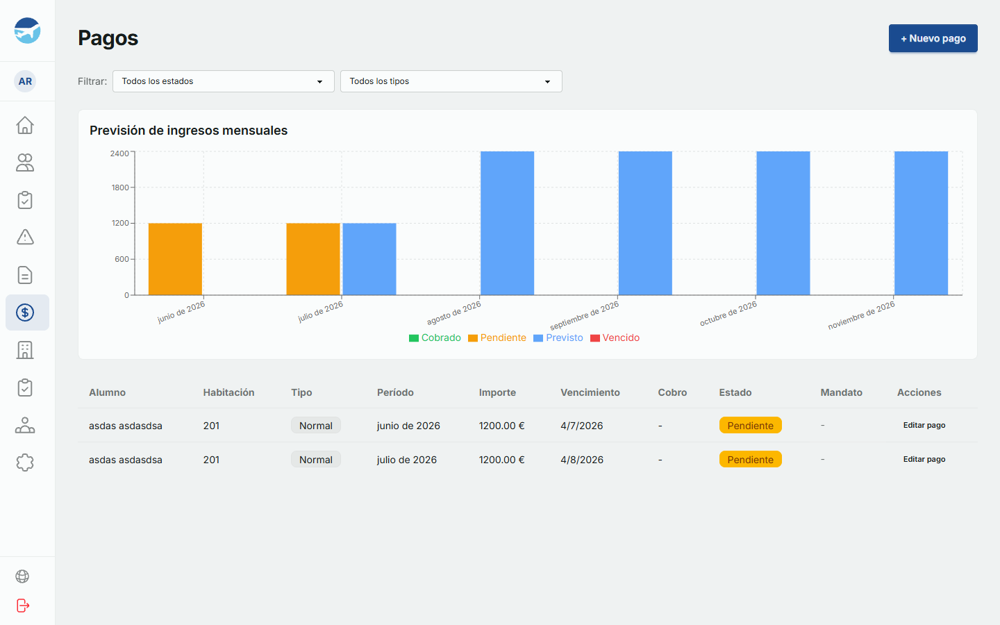 Pagos
+ Nuevo pago
AR
Filtrar:
Todos los estados
Todos los tipos
Previsión de ingresos mensuales
2400
1800
1200
600
0
junio de 2026
julio de 2026
agosto de 2026
septiembre de 2026
octubre de 2026
noviembre de 2026
Cobrado Pendiente Previsto Vencido
Alumno Habitación Tipo Período Importe Vencimiento Cobro Estado Mandato Acciones
asdas asdasdsa 201 Normal junio de 2026 1200.00 € 4/7/2026 - Pendiente - Editar pago
asdas asdasdsa 201 Normal julio de 2026 1200.00 € 4/8/2026 - Pendiente - Editar pago